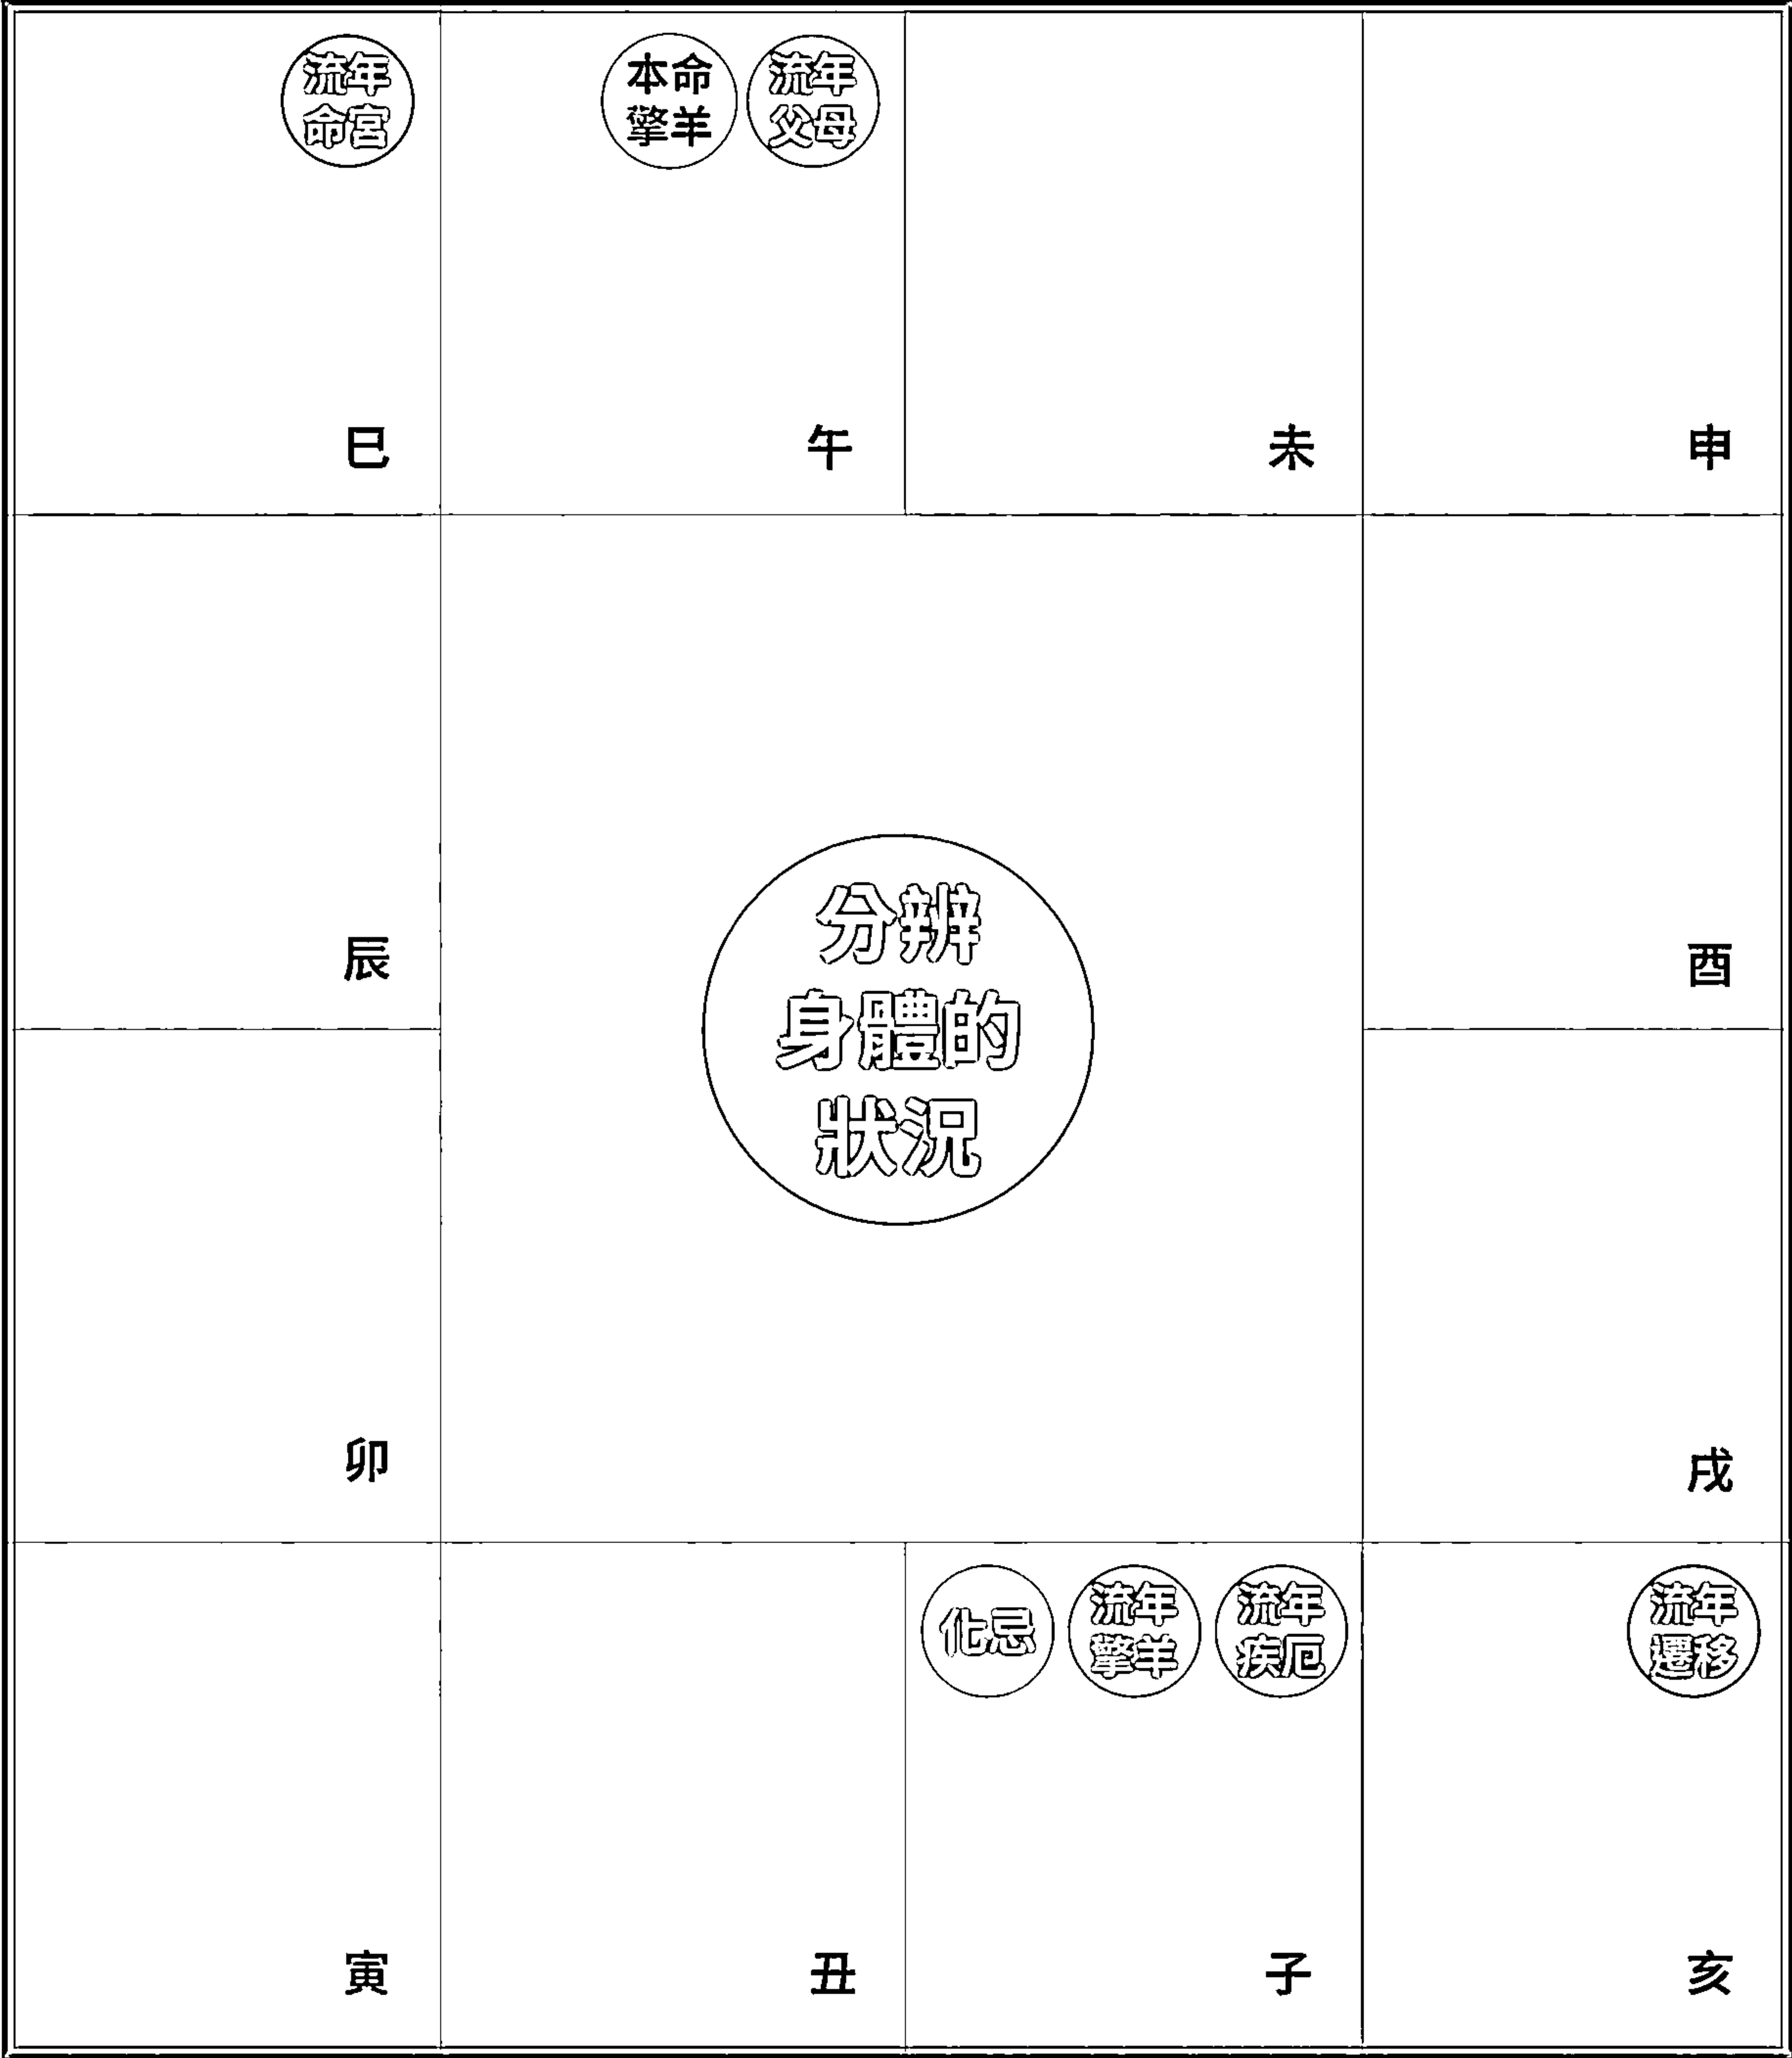 流年
命宮
本命
擎羊
流年
父母
巳
午
未
申
分辨
身體的
狀況
辰
酉
卯
戌
化忌
流年
擎羊
流年
疾厄
流年
遷移
寅
丑
子
亥